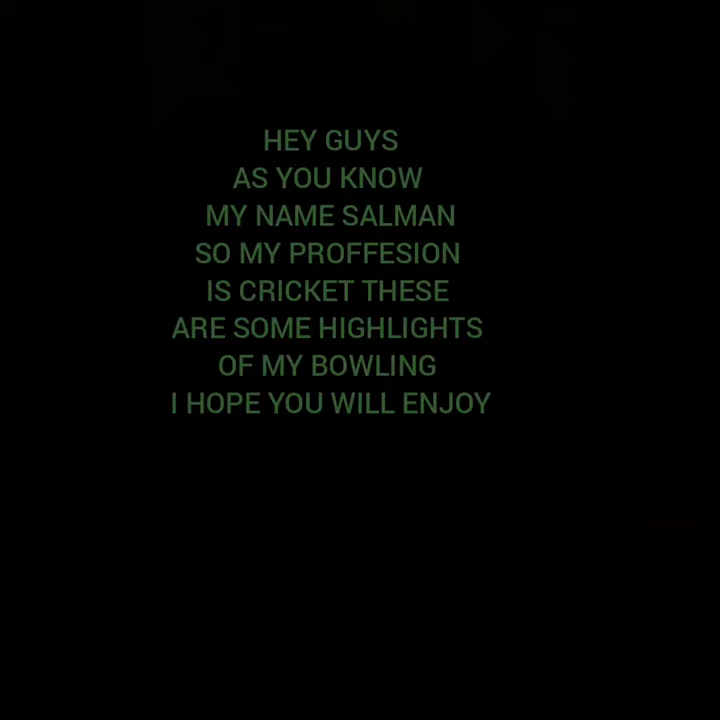 HEY GUYS
AS YOU KNOW
MY NAME SALMAN
SO MY PROFFESION
IS CRICKET THESE
ARE SOME HIGHLIGHTS
OF MY BOWLING
I HOPE YOU WILL ENJOY